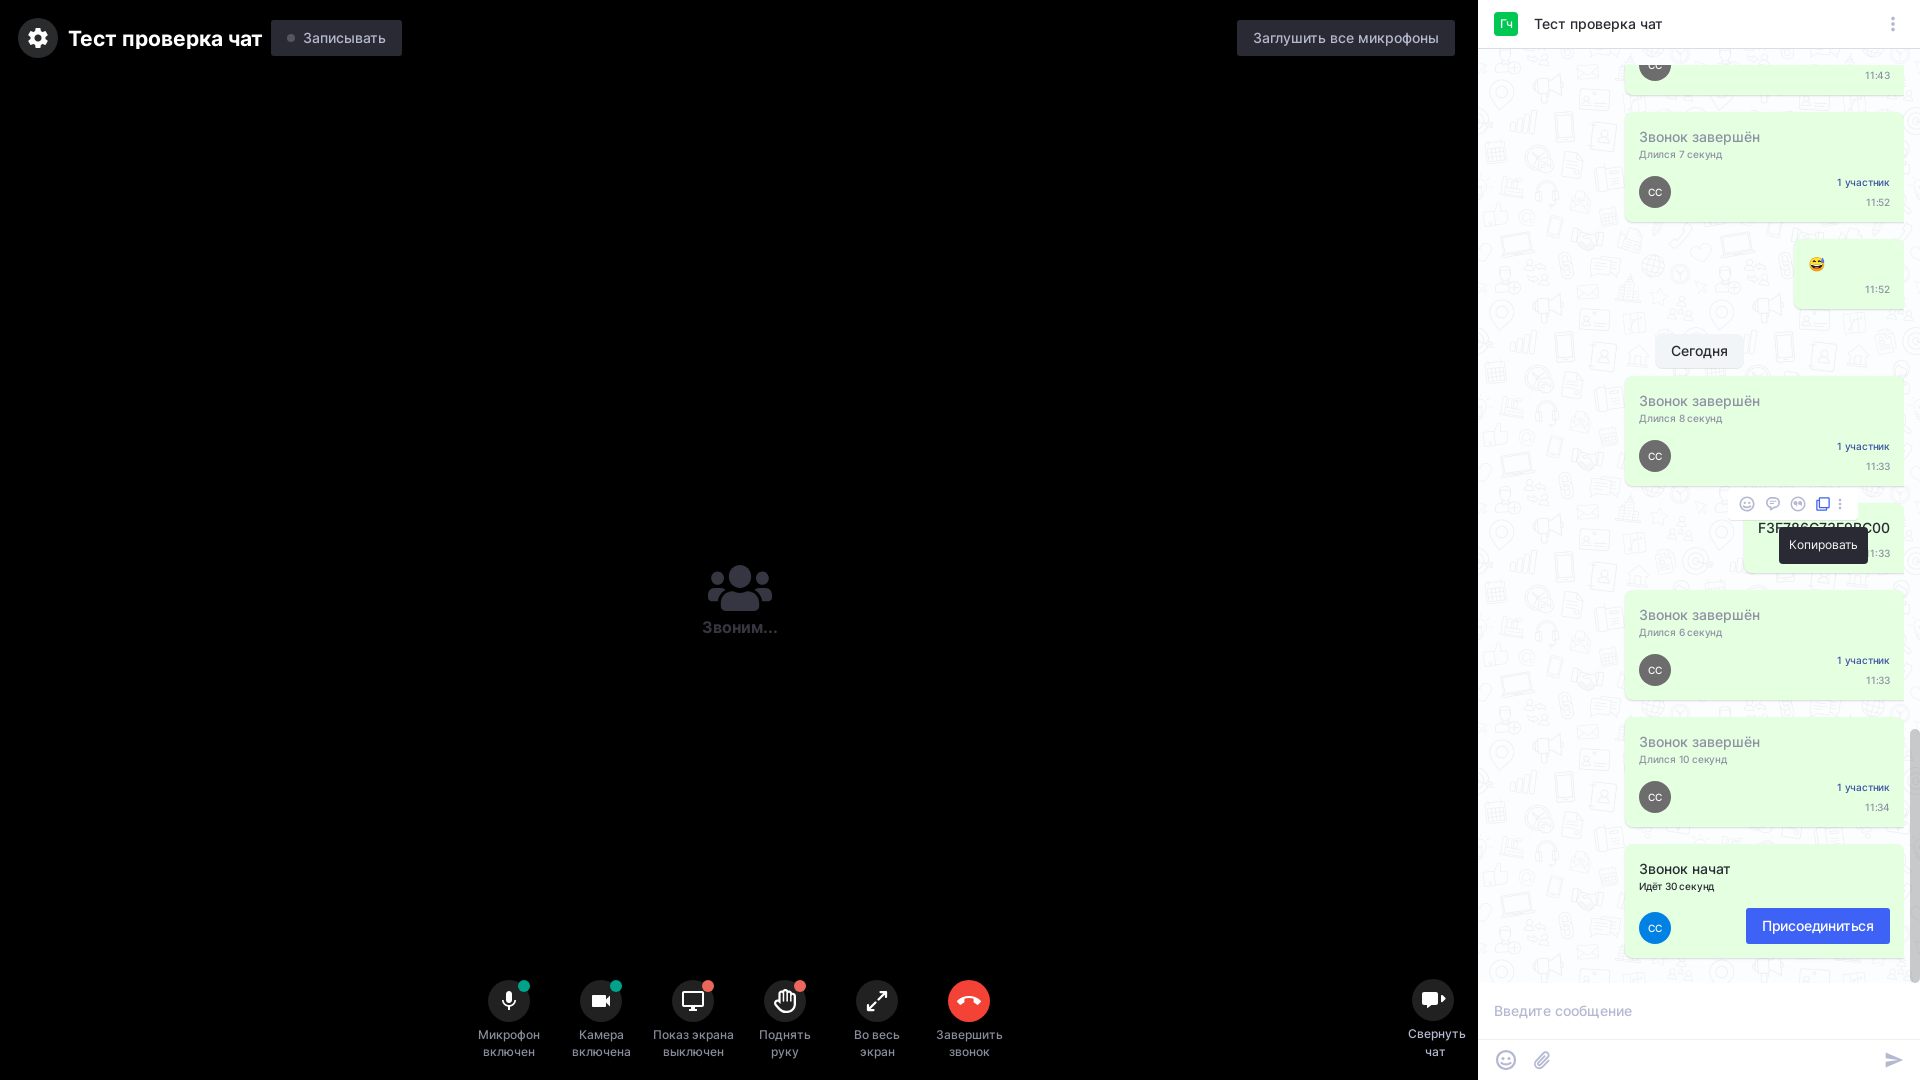 Тест проверка чат
Записывать
Заглушить все микрофоны
Звоним...
Микрофон
включен
Камера
включена
Показ экрана
выключен
Поднять
руку
Во весь
экран
Завершить
звонок
Свернуть
чат
Гч
Тест проверка чат
СС
11:43
Звонок завершён
Длился 7 секунд
1 участник
СС
11:52
11:52
Сегодня
Звонок завершён
Длился 8 секунд
1 участник
СС
11:33
Копировать
11:33
Звонок завершён
Длился 6 секунд
1 участник
СС
11:33
Звонок завершён
Длился 10 секунд
1 участник
СС
11:34
Звонок начат
Идёт 30 секунд
СС
Присоединиться
Введите сообщение